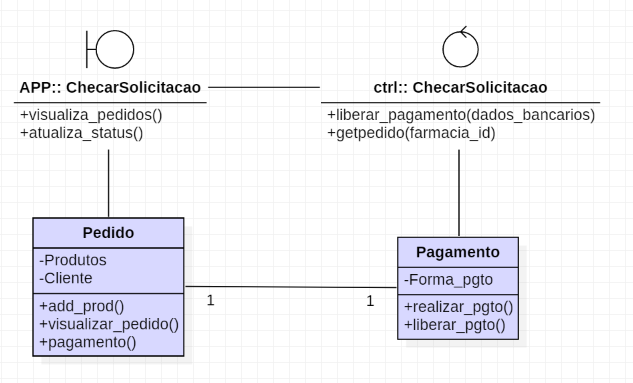 APP:: ChecarSolicitacao
+visualiza_pedidos()
+atualiza_status()
ctrl:: ChecarSolicitacao
+liberar_pagamento(dados_bancarios)
+getpedido(farmacia_id)
Pedido
-Produtos
-Cliente
+add_prod()
+visualizar_pedido()
+pagamento()
1
1
Pagamento
-Forma_pgto
+realizar_pgto()
+liberar_pgto()